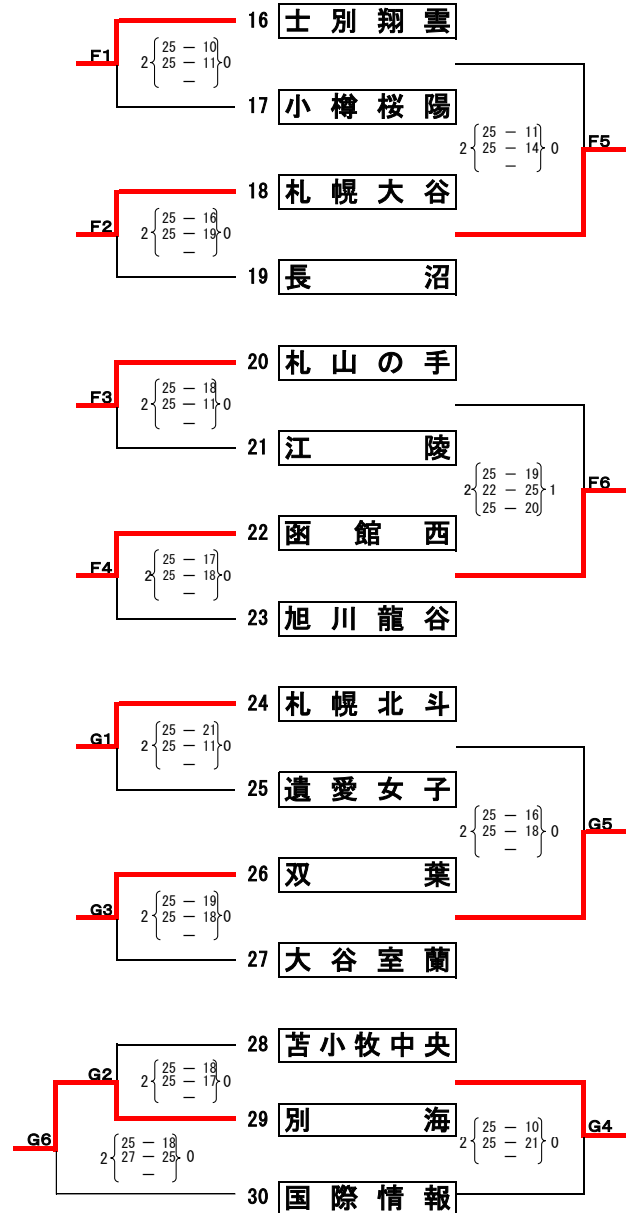 16 士別翔雲
F1
2 25 — 10 0
25 — 11
—
17 小樽桜陽
2 25 — 11 0
25 — 14
—
F5
18 札幌大谷
F2
2 25 — 16 0
25 — 19
—
19 長沼
20 札山の手
F3
2 25 — 18 0
25 — 11
—
21 江陵
2 25 — 19 1
22 — 25
25 — 20
F6
22 函館西
F4
2 25 — 17 0
25 — 18
—
23 旭川龍谷
24 札幌北斗
G1
2 25 — 21 0
25 — 11
—
25 遺愛女子
2 25 — 16 0
25 — 18
—
G5
26 双葉
G3
2 25 — 19 0
25 — 18
—
27 大谷室蘭
28 苫小牧中央
G2
2 25 — 18 0
25 — 17
—
29 別海
G6
2 25 — 18 0
27 — 25
—
2 25 — 10 0
25 — 21
—
G4
30 国際情報